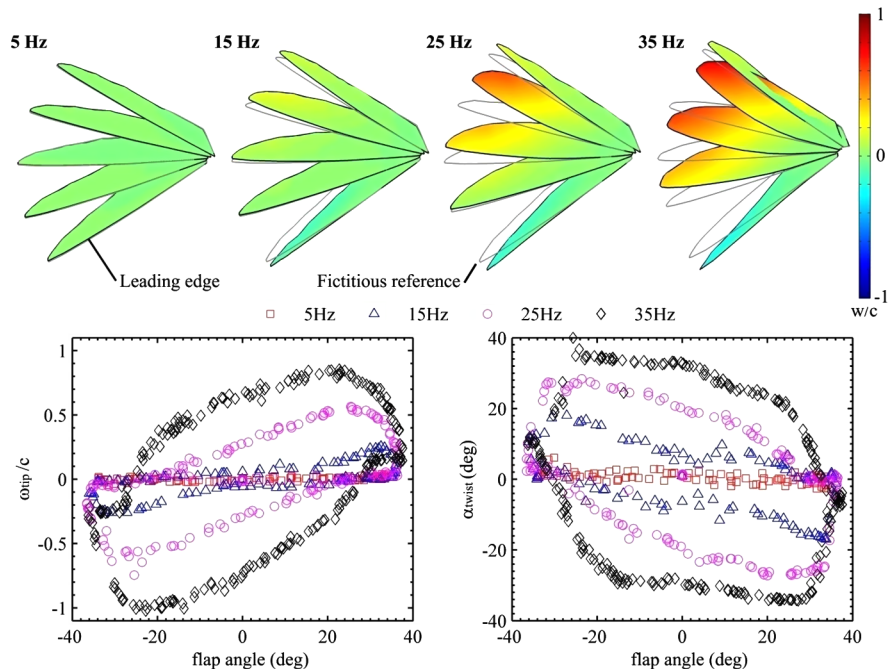 5 Hz
15 Hz
25 Hz
35 Hz
1
0
-1
w/c
Leading edge
Fictitious reference
5Hz
15Hz
25Hz
35Hz
1
0.5
0
-0.5
-1
ωtip /c
-40
-20
0
20
40
flap angle (deg)
40
20
0
-20
-40
αtwist (deg)
-40
-20
0
20
40
flap angle (deg)